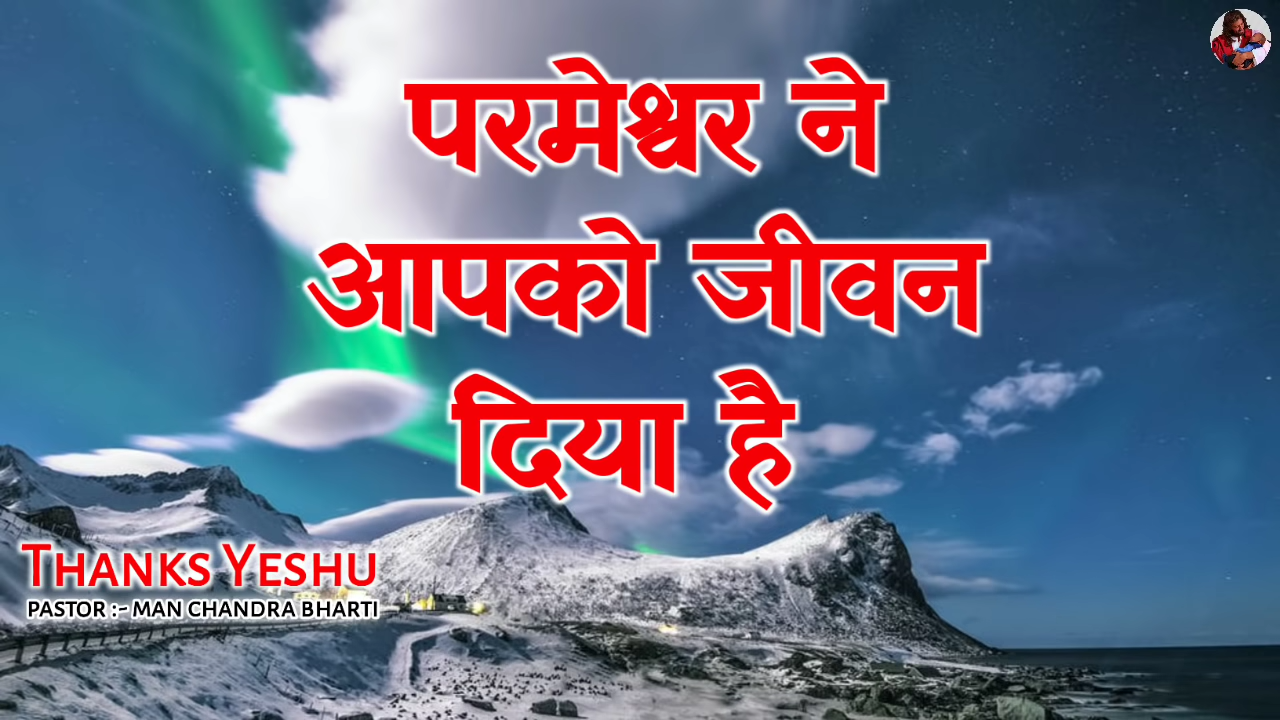 परमेश्वर ने
आपको जीवन
दिया है
THANKS YESHU
PASTOR :- MAN CHANDRA BHARTI